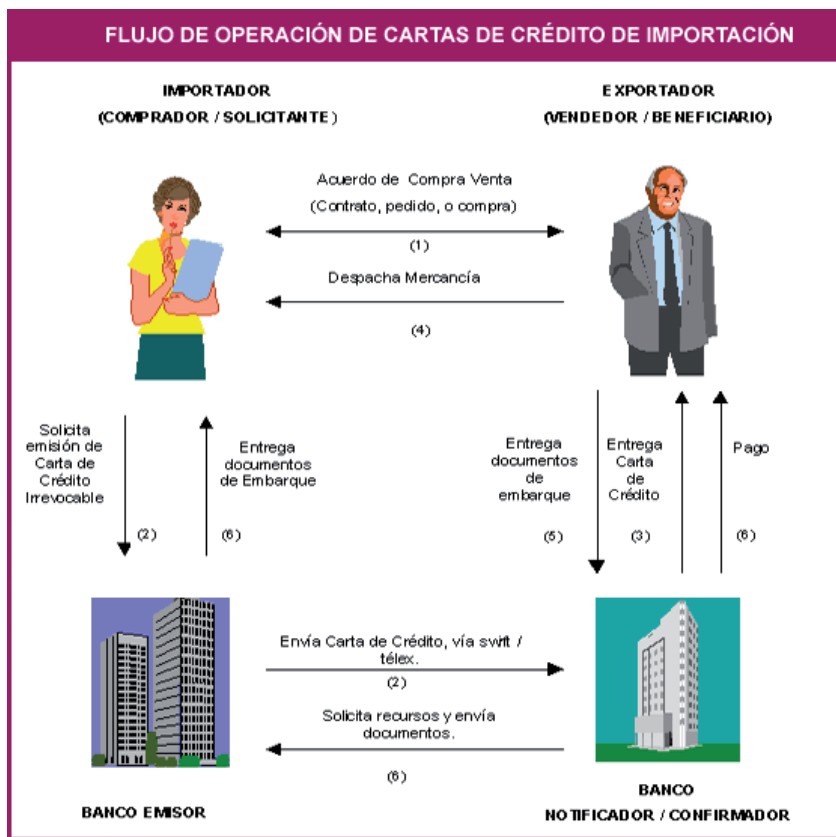 FLUJO DE OPERACIÓN DE CARTAS DE CRÉDITO DE IMPORTACIÓN
IMPORTADOR
(COMPRADOR / SOLICITANTE )
EXPORTADOR
(VENDEDOR / BENEFICIARIO)
Acuerdo de Compra Venta
(Contrato, pedido, o compra)
(1)
Despacha Mercancía
(4)
Solicita
emisión de
Carta de
Crédito
Irrevocable
(2)
Entrega
documentos
de Embarque
(6)
Entrega
documentos
de
embarque
(5)
Entrega
Carta
de
Crédito
(3)
Pago
(6)
Envía Carta de Crédito, vía swift /
télex.
(2)
Solicita recursos y envía
documentos.
(6)
BANCO EMISOR
BANCO
NOTIFICADOR / CONFIRMADOR